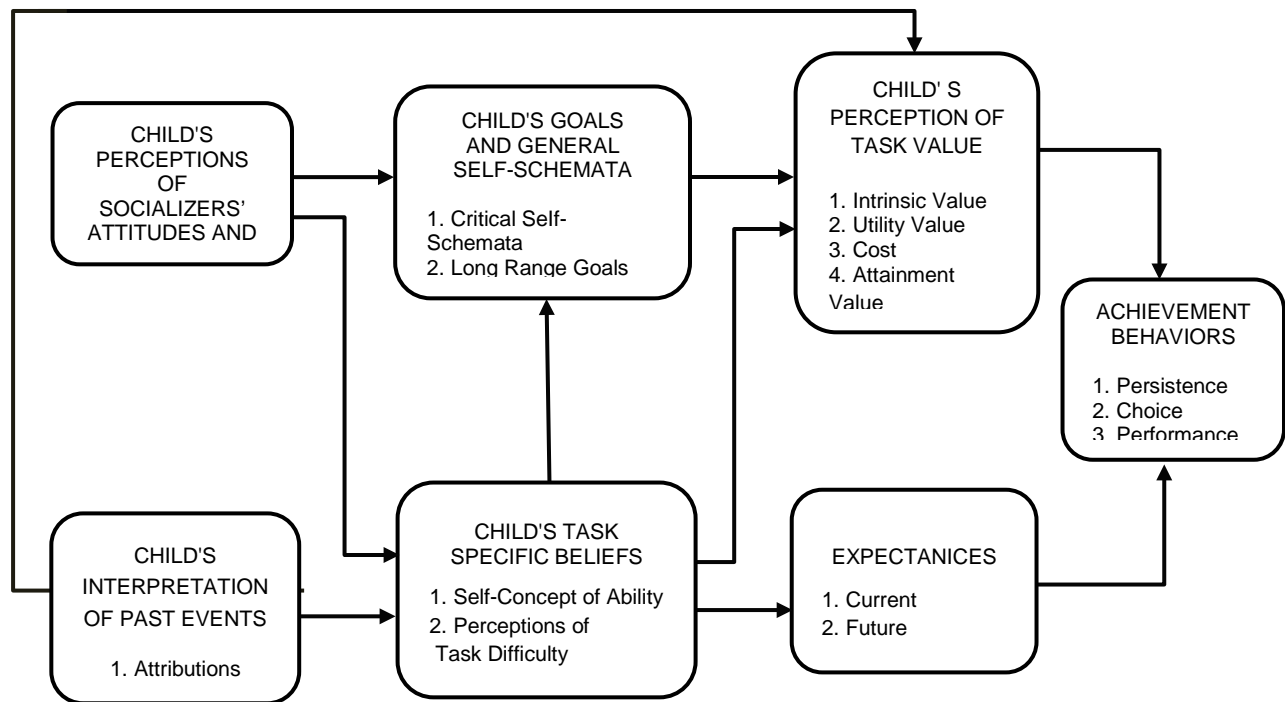 CHILD'S
PERCEPTIONS
OF
SOCIALIZERS’
ATTITUDES AND
CHILD'S GOALS
AND GENERAL
SELF-SCHEMATA
1. Critical Self-
Schemata
2. Long Range Goals
CHILD' S
PERCEPTION OF
TASK VALUE
1. Intrinsic Value
2. Utility Value
3. Cost
4. Attainment
Value
ACHIEVEMENT
BEHAVIORS
1. Persistence
2. Choice
3. Performance
CHILD'S
INTERPRETATION
OF PAST EVENTS
1. Attributions
CHILD'S TASK
SPECIFIC BELIEFS
1. Self-Concept of Ability
2. Perceptions of
Task Difficulty
EXPECTANICES
1. Current
2. Future